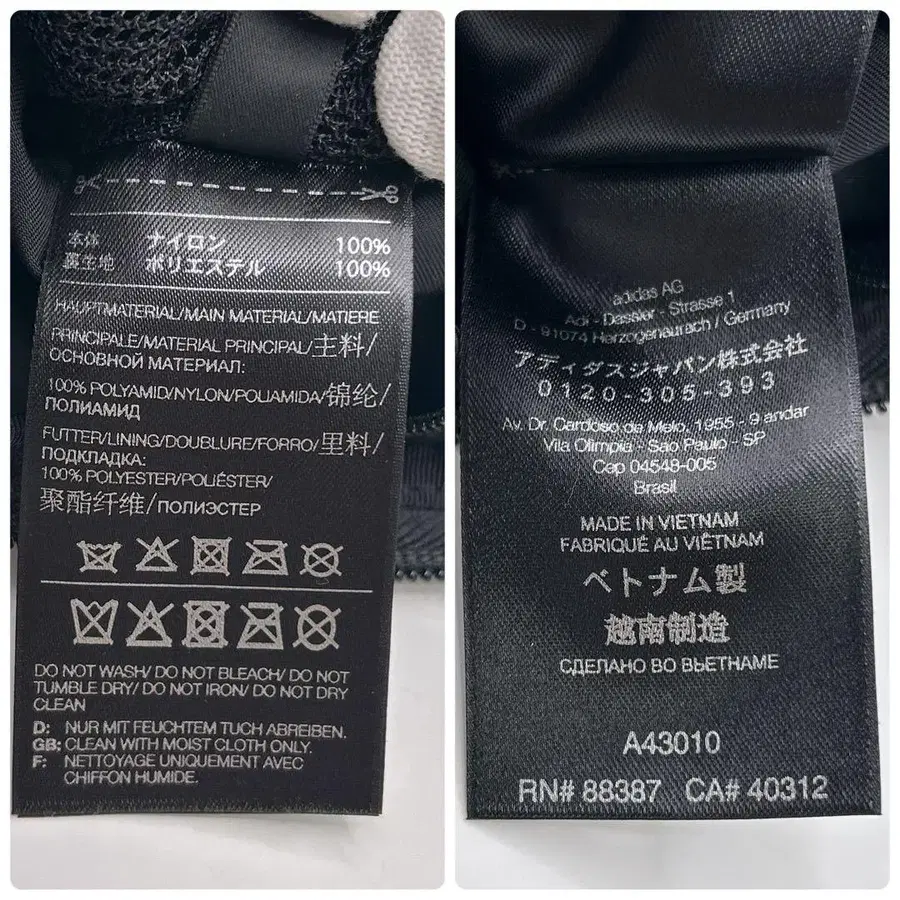 本体 ナイロン 100%
裏生地 ポリエステル 100%
HAUPTMATERIAL/MAIN MATERIAL/MATIERE
PRINCIPALE/MATERIAL PRINCIPAL/主料/
ОСНОВНОЙ МАТЕРИАЛ:
100% POLYAMID/NYLON/POLIAMIDA/锦纶/
ПОЛИАМИД
FUTTER/LINING/DOUBLURE/FORRO/里料/
ПОДКЛАДКА:
100% POLYESTER/POLIÉSTER/
聚酯纤维/ПОЛИЭСТЕР
DO NOT WASH/ DO NOT BLEACH/ DO NOT
TUMBLE DRY/ DO NOT IRON/ DO NOT DRY
CLEAN
D: NUR MIT FEUCHTEM TUCH ABREIBEN.
GB: CLEAN WITH MOIST CLOTH ONLY.
F: NETTOYAGE UNIQUEMENT AVEC
CHIFFON HUMIDE.
adidas AG
Adi - Dassler - Strasse 1
D - 91074 Herzogenaurach / Germany
アディダスジャパン株式会社
0120-305-393
Av. Dr. Cardoso de Melo, 1955 - 9 andar
Vila Olimpia - Sao Paulo - SP
Cep 04548-005
Brasil
MADE IN VIETNAM
FABRIQUÉ AU VIÊTNAM
ベトナム製
越南制造
СДЕЛАНО ВО ВЬЕТНАМЕ
A43010
RN# 88387 CA# 40312